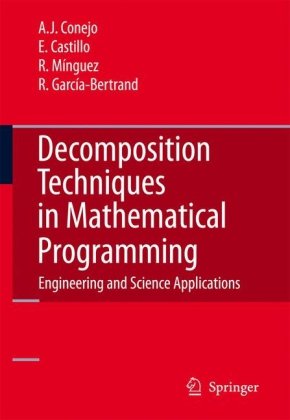 A.J. Conejo
E. Castillo
R. Mínguez
R. García-Bertrand
Decomposition
Techniques
in Mathematical
Programming
Engineering and Science Applications
Springer